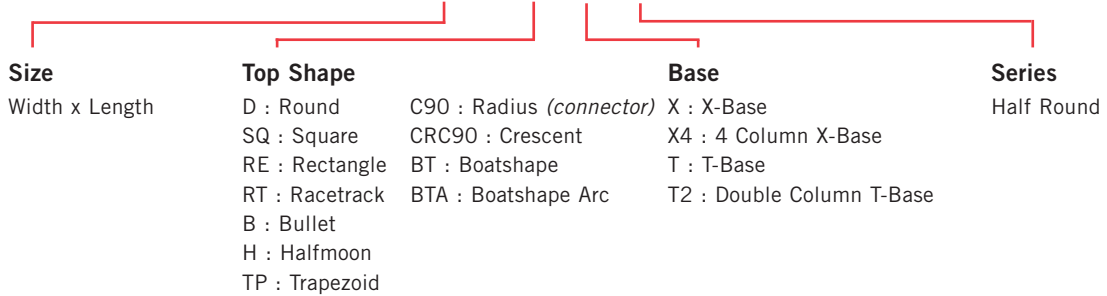 Size
Width x Length
Top Shape
D : Round
SQ : Square
RE : Rectangle
RT : Racetrack
B : Bullet
H : Halfmoon
TP : Trapezoid
C90 : Radius (connector)
CRC90 : Crescent
BT : Boatshape
BTA : Boatshape Arc
Base
X : X-Base
X4 : 4 Column X-Base
T : T-Base
T2 : Double Column T-Base
Series
Half Round